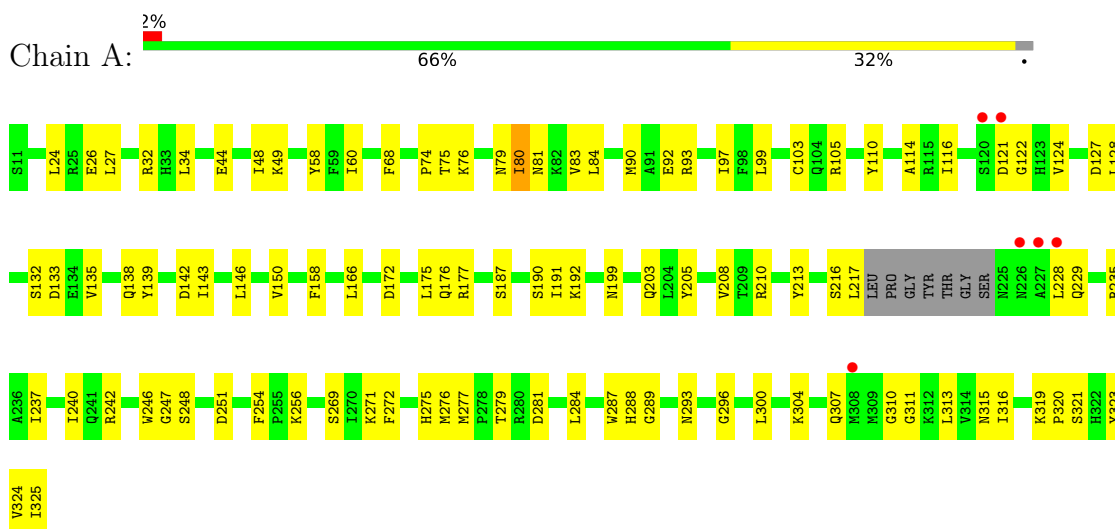 2%
Chain A:
66% 32% •
S11 L24 R25 E26 L27 R32 H33 L34 E44 I48 K49 Y58 F59 I60 F68 P74 T75 K76 N79 I80 N81 K82 V83 L84 M90 A91 E92 R93 I97 F98 L99 C103 Q104 R105 Y110 A114 R115 I116 S120 D121 G122 H123 V124 D127 L128
S132 D133 E134 V135 Q138 Y139 D142 I143 L146 V150 F158 L166 D172 L175 Q176 R177 S187 S190 I191 K192 N199 Q203 L204 Y205 V208 T209 R210 Y213 S216 L217 LEU PRO GLY TYR THR GLY SER N225 N226 A227 L228 Q229
A236 I237 I240 Q241 R242 W246 G247 S248 D251 F254 P255 K256 S269 I270 K271 F272 H275 M276 M277 P278 T279 R280 D281 L284 W287 H288 G289 N293 G296 L300 K304 Q307 M308 M309 G310 G311 K312 L313 V314 N315 I316 K319 P320 S321 H322
V324 I325